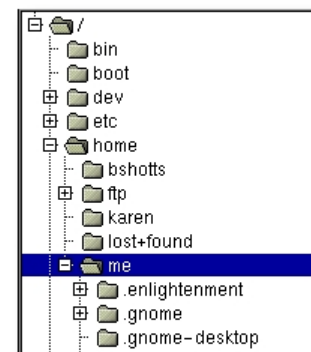 /
bin
boot
dev
etc
home
bshotts
ftp
karen
lost+found
me
.enlightenment
.gnome
.gnome-desktop